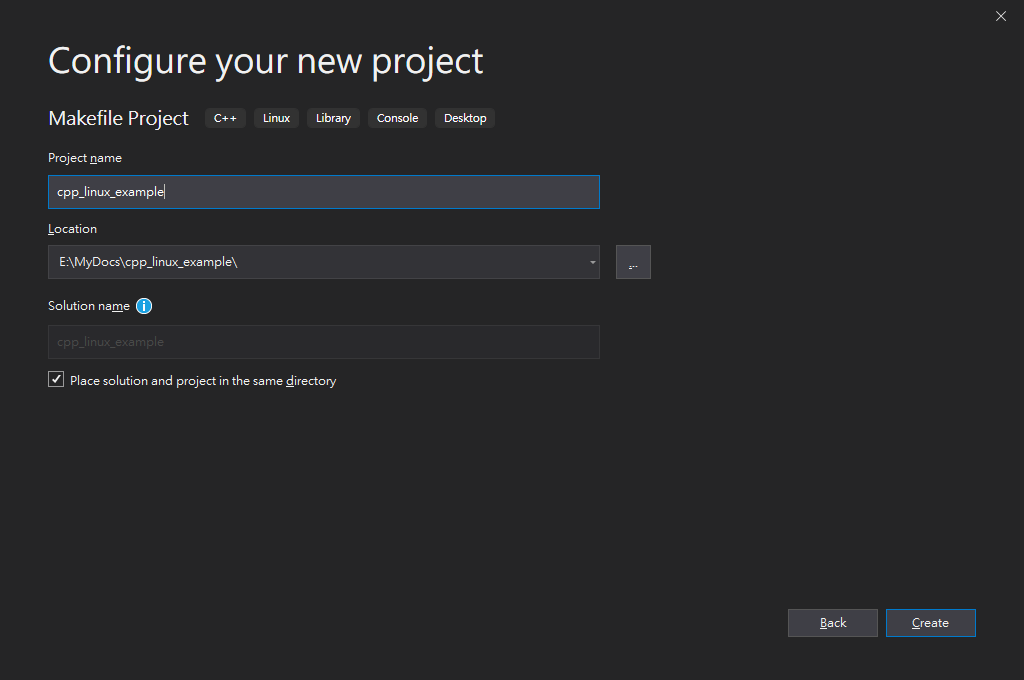 Configure your new project
Makefile Project C++ Linux Library Console Desktop
Project name
cpp_linux_example
Location
E:\MyDocs\cpp_linux_example\
...
Solution name
cpp_linux_example
Place solution and project in the same directory
Back Create